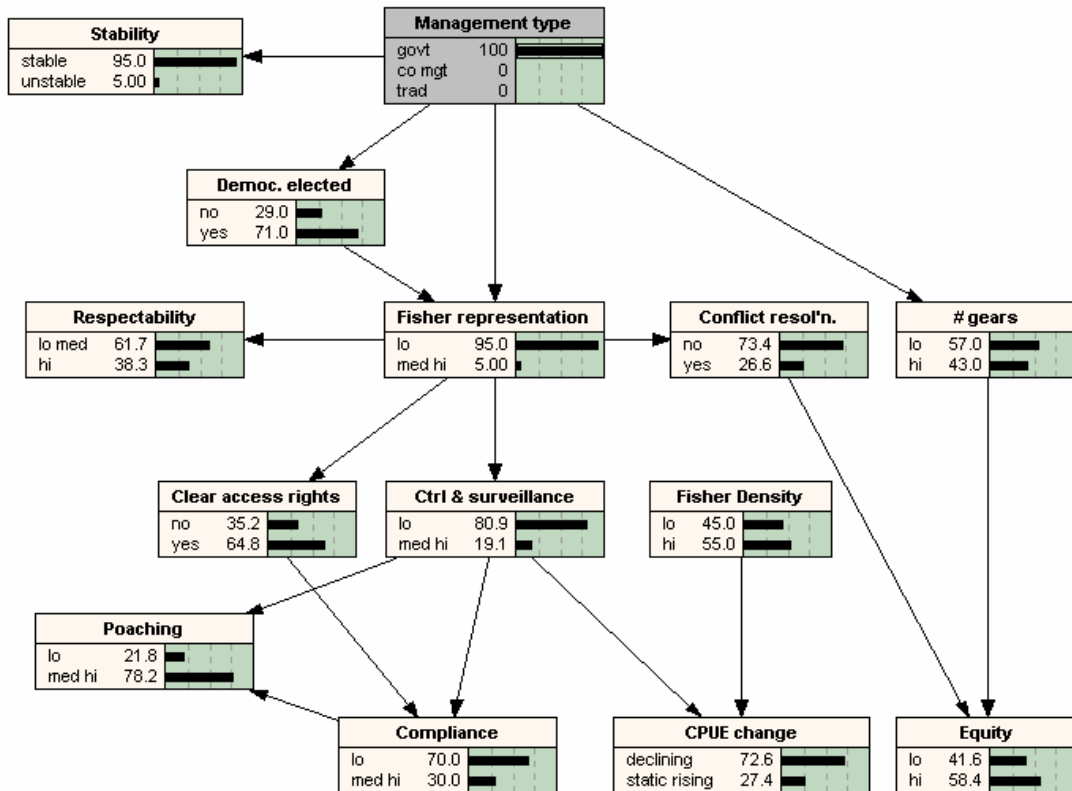 Management type
govt 100
co mgt 0
trad 0
Stability
stable 95.0
unstable 5.00
Democ. elected
no 29.0
yes 71.0
Respectability
lo med 61.7
hi 38.3
Fisher representation
lo 95.0
med hi 5.00
Conflict resol'n.
no 73.4
yes 26.6
# gears
lo 57.0
hi 43.0
Clear access rights
no 35.2
yes 64.8
Ctrl & surveillance
lo 80.9
med hi 19.1
Fisher Density
lo 45.0
hi 55.0
Poaching
lo 21.8
med hi 78.2
Compliance
lo 70.0
med hi 30.0
CPUE change
declining 72.6
static rising 27.4
Equity
lo 41.6
hi 58.4